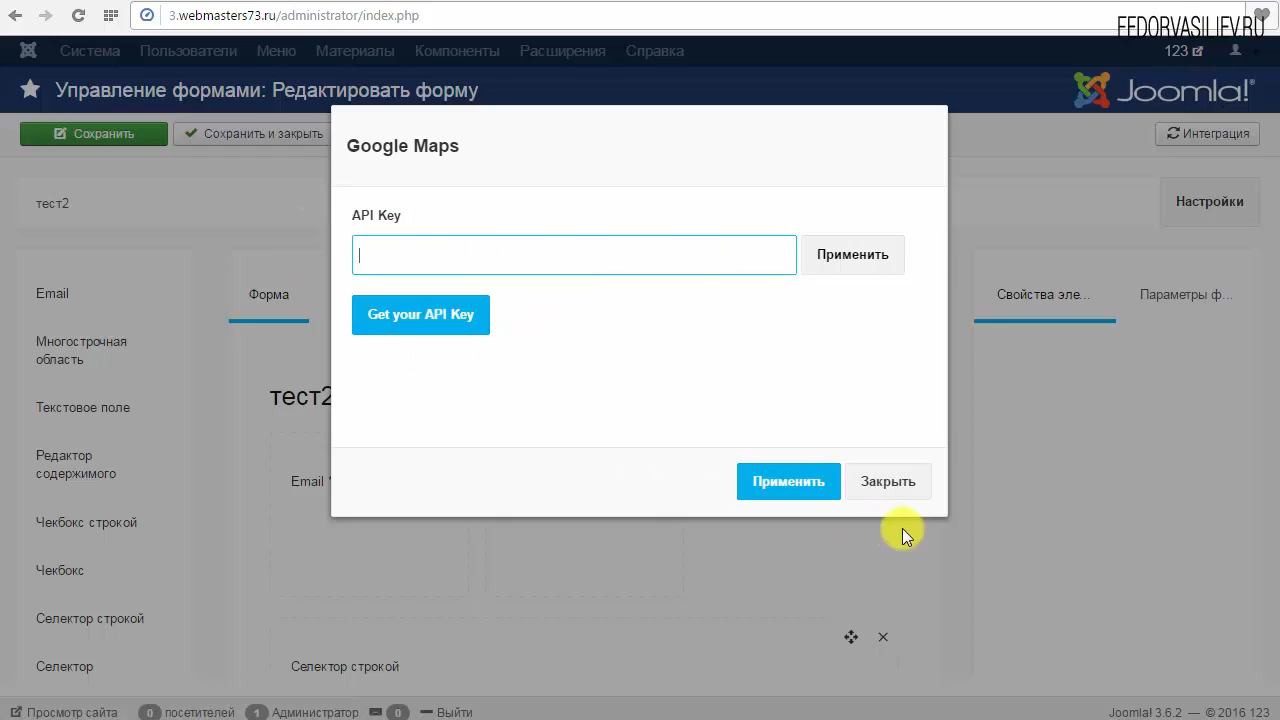 3.webmasters73.ru/administrator/index.php
FEDORVASILIEV.RU
Система Пользователи Меню Материалы Компоненты Расширения Справка 123
Управление формами: Редактировать форму
Joomla!®
Сохранить Сохранить и закрыть Интеграция
Google Maps
тест2 Настройки
API Key
Применить
Get your API Key
Email
Форма
Свойства эле... Параметры ф...
Многострочная
область
тест2
Текстовое поле
Редактор
содержимого
Email *
Применить Закрыть
Чекбокс строкой
Чекбокс
Селектор строкой
Селектор
Селектор строкой
Просмотр сайта 0 посетителей 1 Администратор 0 Выйти Joomla! 3.6.2 — © 2016 123